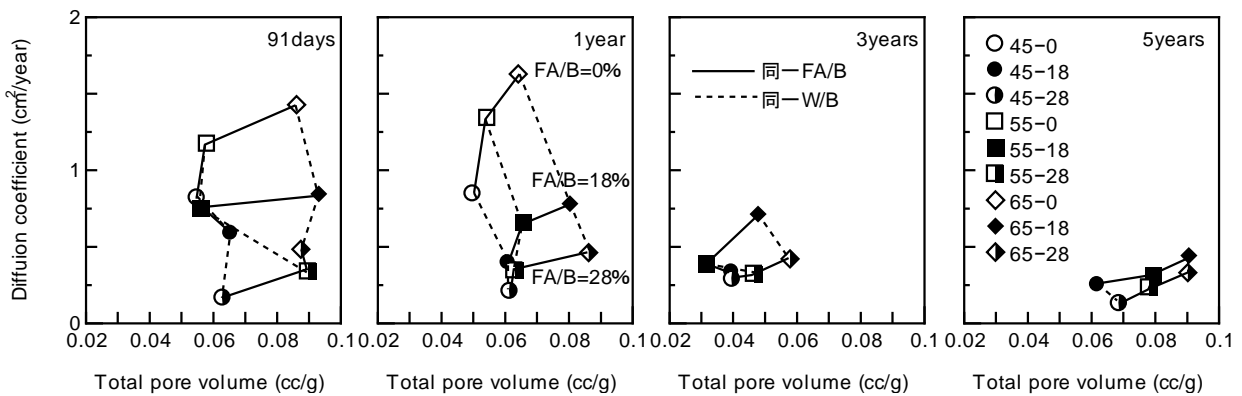 Diffuion coefficient (cm²/year)
2
1
0
91days
0.02 0.04 0.06 0.08 0.1
Total pore volume (cc/g)
1year
FA/B=0%
FA/B=18%
FA/B=28%
0.02 0.04 0.06 0.08 0.1
Total pore volume (cc/g)
3years
同一FA/B
同一W/B
0.02 0.04 0.06 0.08 0.1
Total pore volume (cc/g)
5years
45-0
45-18
45-28
55-0
55-18
55-28
65-0
65-18
65-28
0.02 0.04 0.06 0.08 0.1
Total pore volume (cc/g)